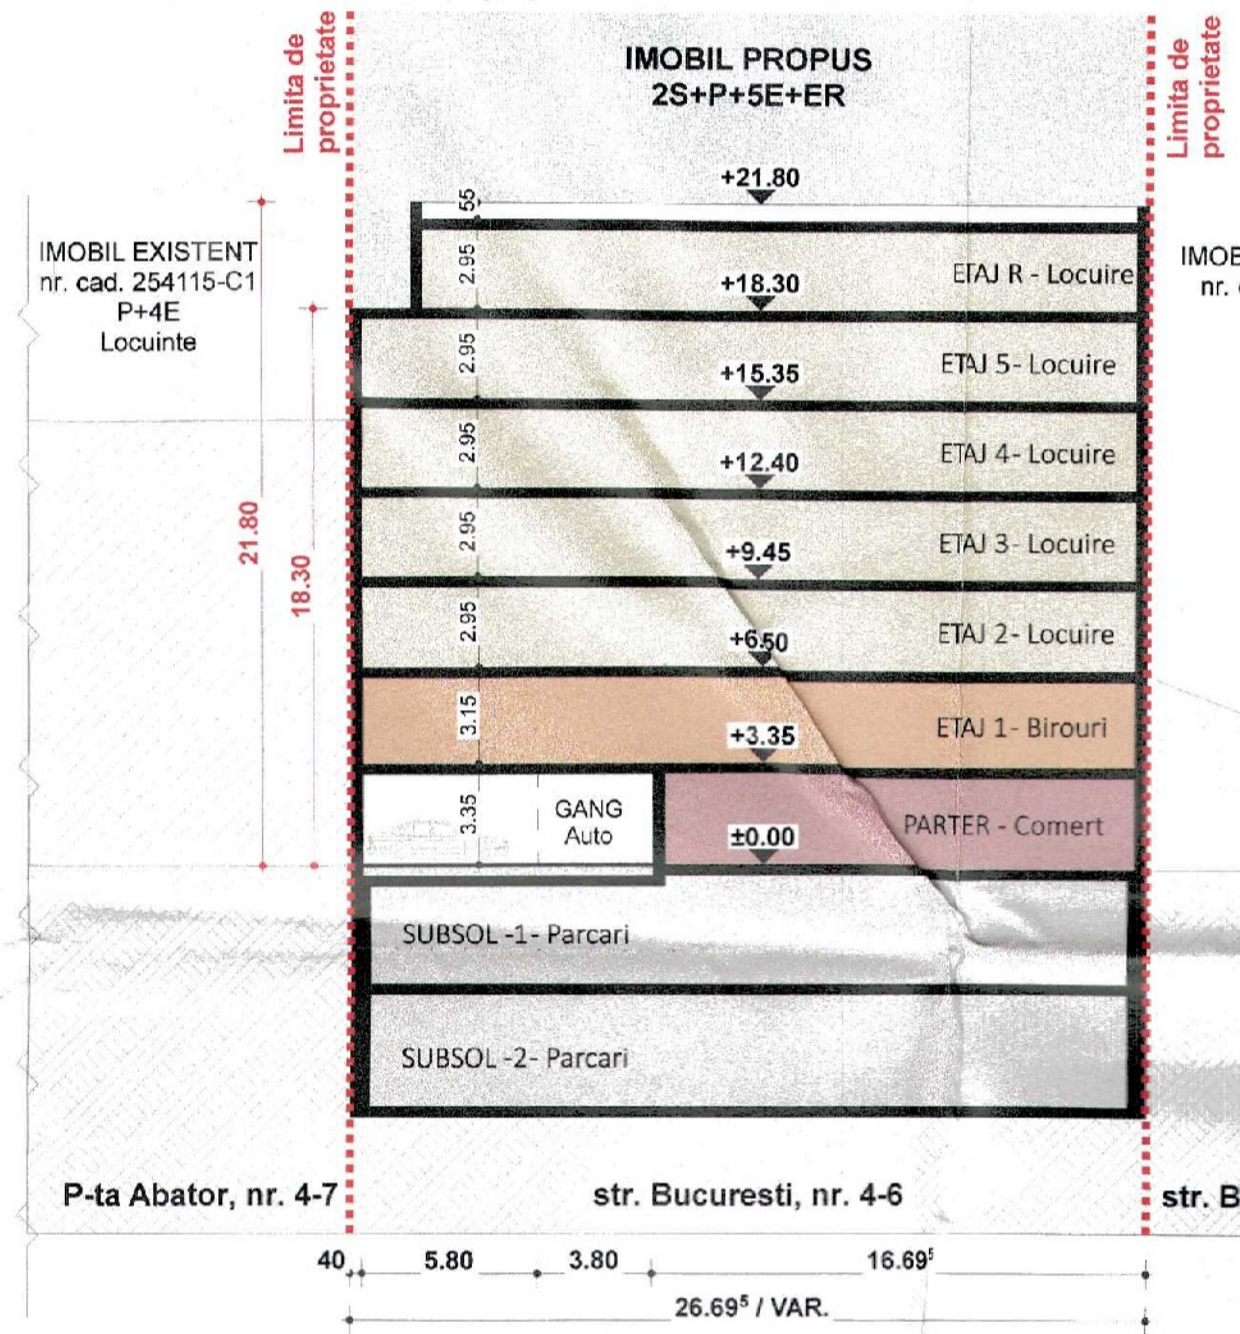 Limita de
proprietate
IMOBIL PROPUS
2S+P+5E+ER
Limita de
proprietate
+21.80
55
IMOBIL EXISTENT
nr. cad. 254115-C1
P+4E
Locuinte
2.95
+18.30
ETAJ R - Locuire
IMOB
nr.
2.95
+15.35
ETAJ 5- Locuire
2.95
+12.40
ETAJ 4- Locuire
21.80
18.30
2.95
+9.45
ETAJ 3- Locuire
2.95
+6.50
ETAJ 2- Locuire
3.15
+3.35
ETAJ 1- Birouri
3.35
GANG
Auto
±0.00
PARTER - Comert
SUBSOL -1- Parcari
SUBSOL -2- Parcari
P-ta Abator, nr. 4-7
str. Bucuresti, nr. 4-6
str. B
40
5.80
3.80
16.69⁵
26.69⁵ / VAR.